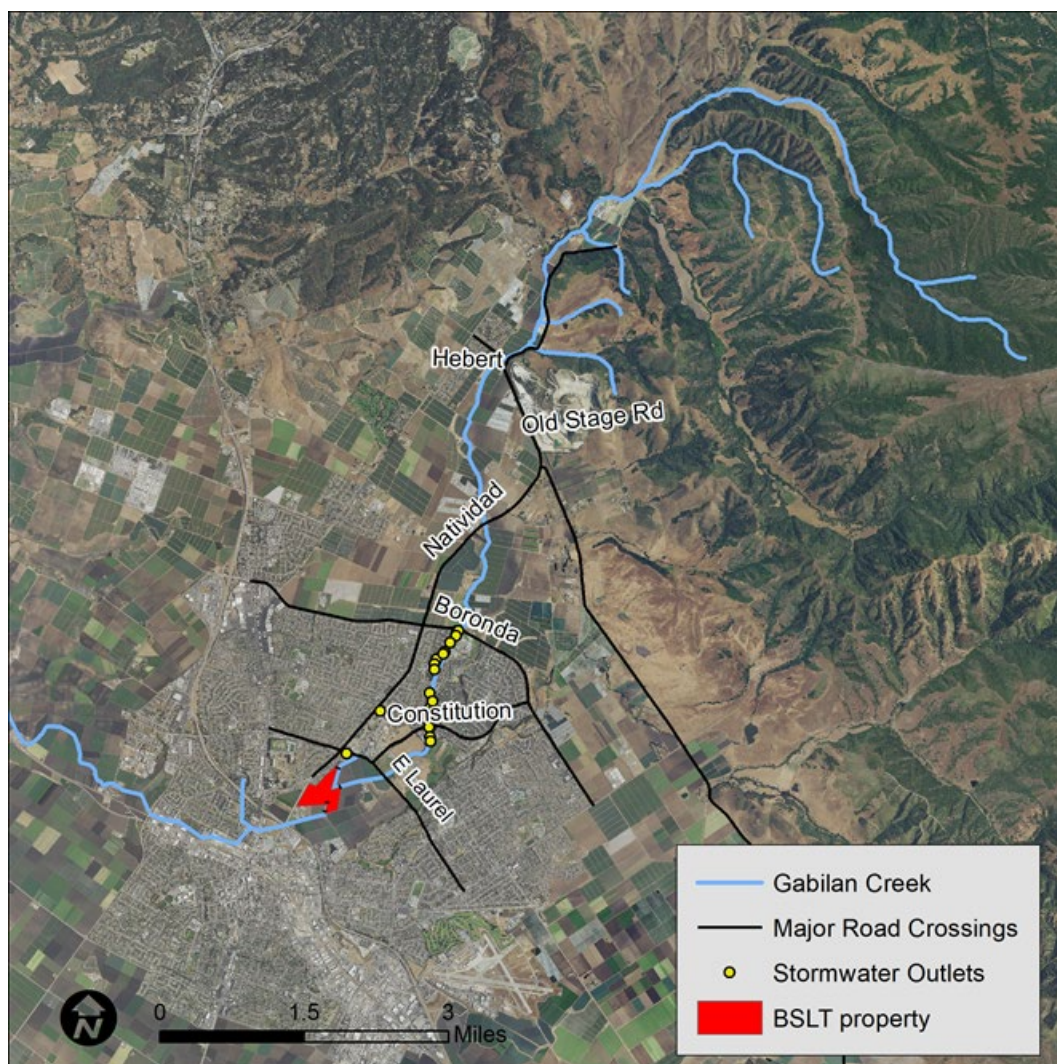 Hebert
Old Stage Rd
Natividad
Boronda
Constitution
E Laurel
Gabilan Creek
Major Road Crossings
Stormwater Outlets
BSLT property
N
0 1.5 3
Miles